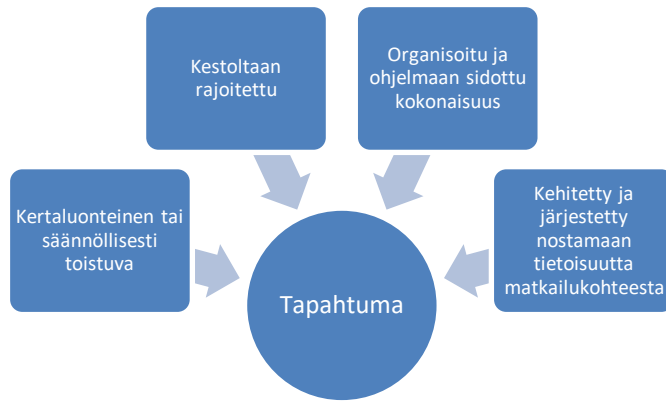 Kestoltaan
rajoitettu
Organisoitu ja
ohjelmaan sidottu
kokonaisuus
Kertaluonteinen tai
säännöllisesti
toistuva
Kehitetty ja
järjestetty
nostamaan
tietoisuutta
matkailukohteesta
Tapahtuma